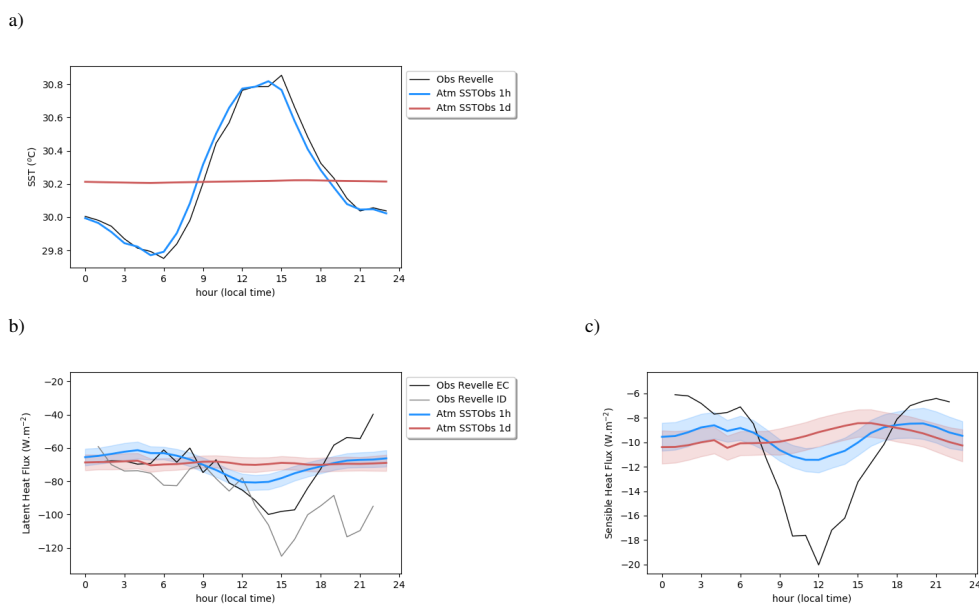 a)
30.8
30.6
30.4
30.2
30.0
29.8
SST (°C)
0 3 6 9 12 15 18 21 24
hour (local time)
Obs Revelle
Atm SSTObs 1h
Atm SSTObs 1d
b)
−20
−40
−60
−80
−100
−120
Latent Heat Flux (W.m⁻²)
0 3 6 9 12 15 18 21 24
hour (local time)
Obs Revelle EC
Obs Revelle ID
Atm SSTObs 1h
Atm SSTObs 1d
c)
−6
−8
−10
−12
−14
−16
−18
−20
Sensible Heat Flux (W.m⁻²)
0 3 6 9 12 15 18 21 24
hour (local time)